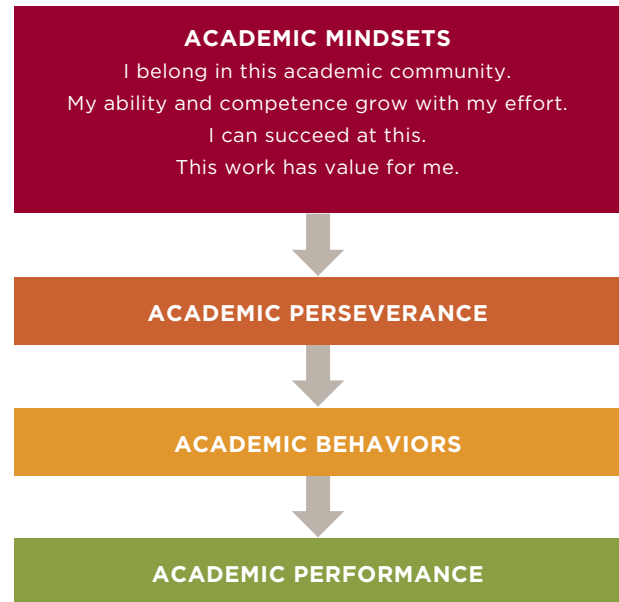 ACADEMIC MINDSETS
I belong in this academic community.
My ability and competence grow with my effort.
I can succeed at this.
This work has value for me.
ACADEMIC PERSEVERANCE
ACADEMIC BEHAVIORS
ACADEMIC PERFORMANCE